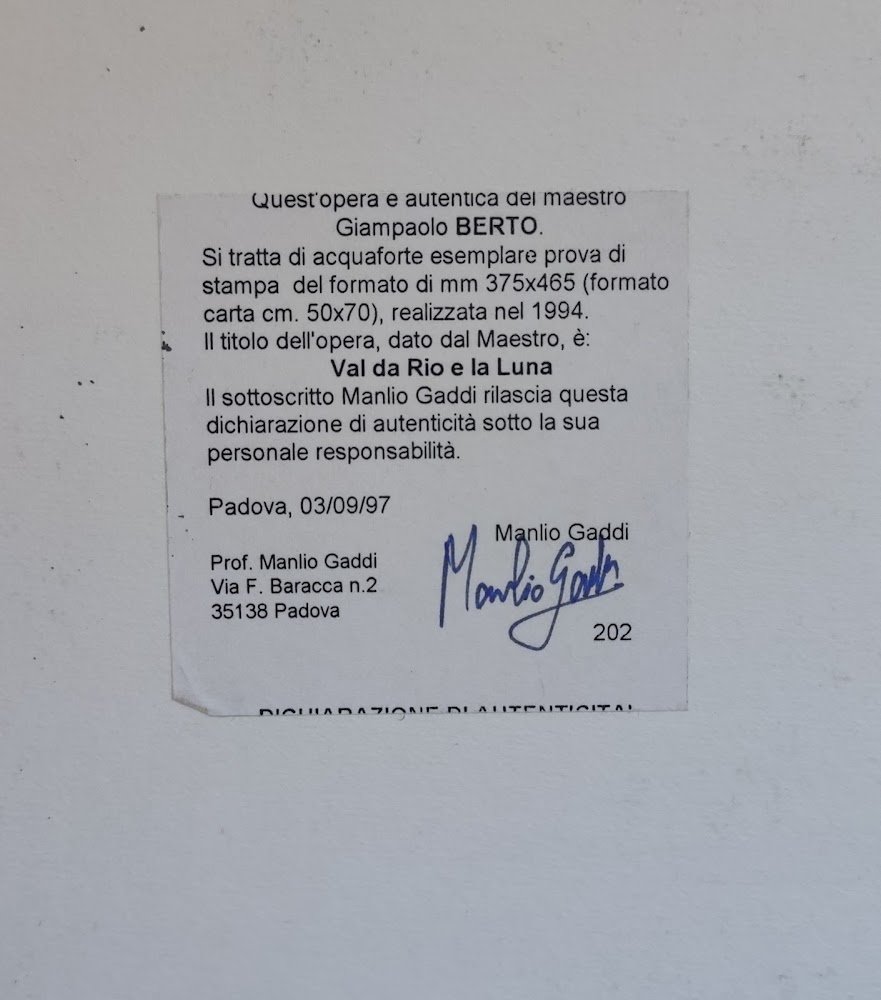 Quest'opera è autentica del maestro
Giampaolo BERTO.
Si tratta di acquaforte esemplare prova di
stampa del formato di mm 375x465 (formato
carta cm. 50x70), realizzata nel 1994.
Il titolo dell'opera, dato dal Maestro, è:
Val da Rio e la Luna
Il sottoscritto Manlio Gaddi rilascia questa
dichiarazione di autenticità sotto la sua
personale responsabilità.
Padova, 03/09/97
Manlio Gaddi
Prof. Manlio Gaddi
Via F. Baracca n.2
35138 Padova
Manlio Gaddi
202
DICHIARAZIONE DI AUTENTICITA'